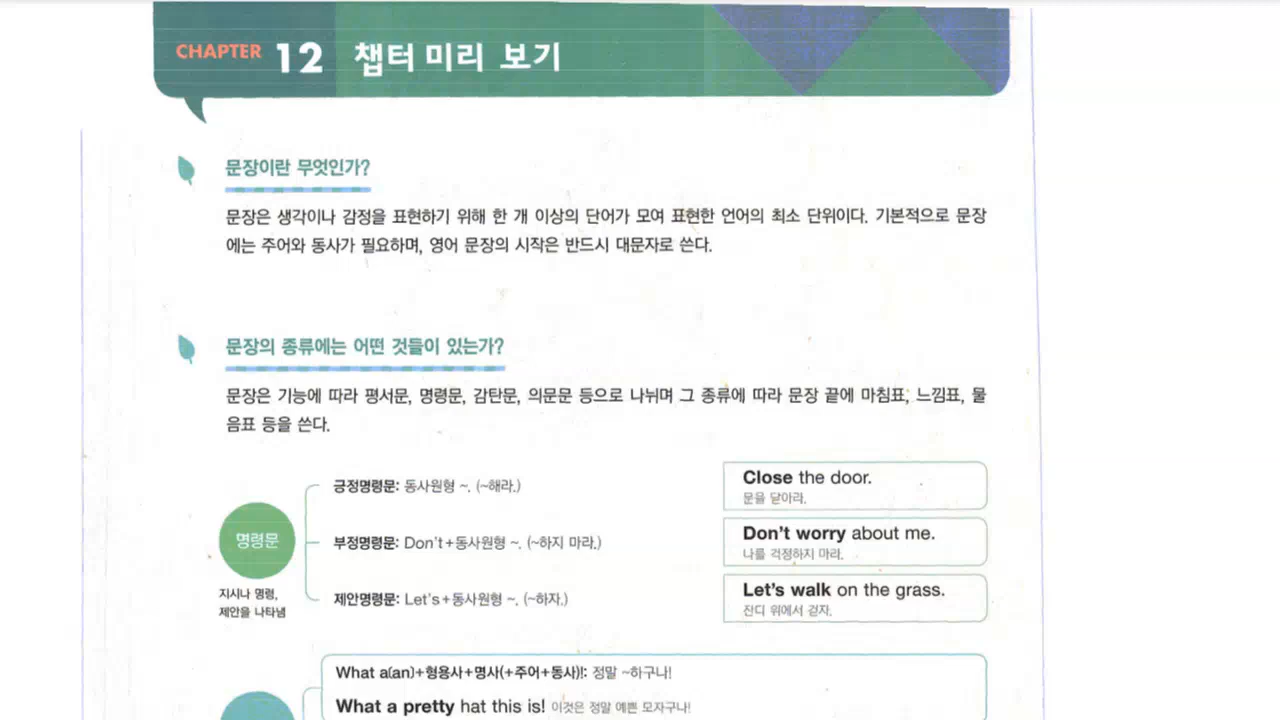 CHAPTER 12 챕터 미리 보기
문장이란 무엇인가?
문장은 생각이나 감정을 표현하기 위해 한 개 이상의 단어가 모여 표현한 언어의 최소 단위이다. 기본적으로 문장
에는 주어와 동사가 필요하며, 영어 문장의 시작은 반드시 대문자로 쓴다.
문장의 종류에는 어떤 것들이 있는가?
문장은 기능에 따라 평서문, 명령문, 감탄문, 의문문 등으로 나뉘며 그 종류에 따라 문장 끝에 마침표, 느낌표, 물
음표 등을 쓴다.
명령문
지시나 명령,
제안을 나타냄
긍정명령문: 동사원형 ~. (~해라.)
Close the door.
문을 닫아라.
부정명령문: Don't+동사원형 ~. (~하지 마라.)
Don't worry about me.
나를 걱정하지 마라.
제안명령문: Let's+동사원형 ~. (~하자.)
Let's walk on the grass.
잔디 위에서 걷자.
What a(an)+형용사+명사(+주어+동사)!: 정말 ~하구나!
What a pretty hat this is! 이것은 정말 예쁜 모자구나!